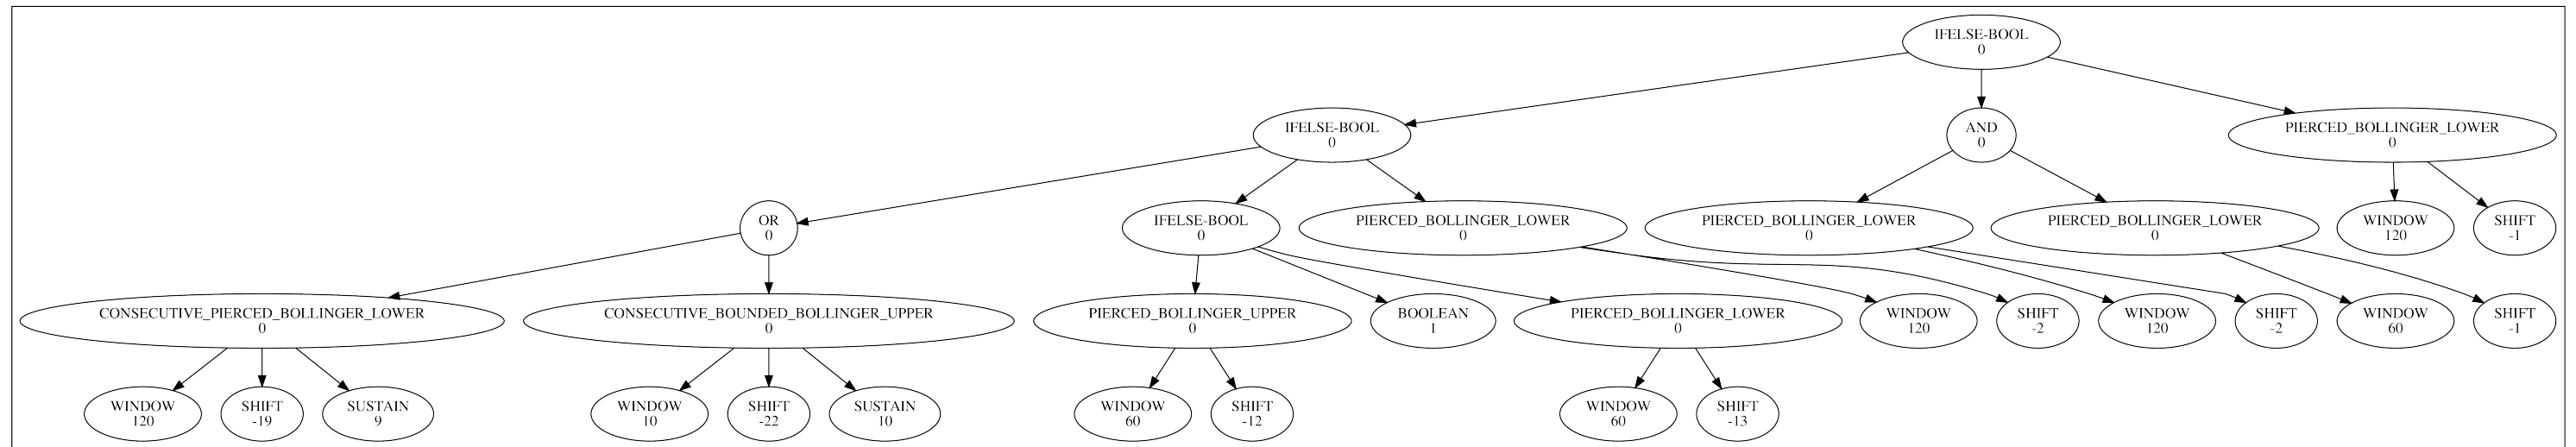 IFELSE-BOOL
0
IFELSE-BOOL
0
AND
0
PIERCED_BOLLINGER_LOWER
0
OR
0
IFELSE-BOOL
0
PIERCED_BOLLINGER_LOWER
0
PIERCED_BOLLINGER_LOWER
0
PIERCED_BOLLINGER_LOWER
0
WINDOW
120
SHIFT
-1
CONSECUTIVE_PIERCED_BOLLINGER_LOWER
0
CONSECUTIVE_BOUNDED_BOLLINGER_UPPER
0
PIERCED_BOLLINGER_UPPER
0
BOOLEAN
1
PIERCED_BOLLINGER_LOWER
0
WINDOW
120
SHIFT
-2
WINDOW
120
SHIFT
-2
WINDOW
60
SHIFT
-1
WINDOW
120
SHIFT
-19
SUSTAIN
9
WINDOW
10
SHIFT
-22
SUSTAIN
10
WINDOW
60
SHIFT
-12
WINDOW
60
SHIFT
-13